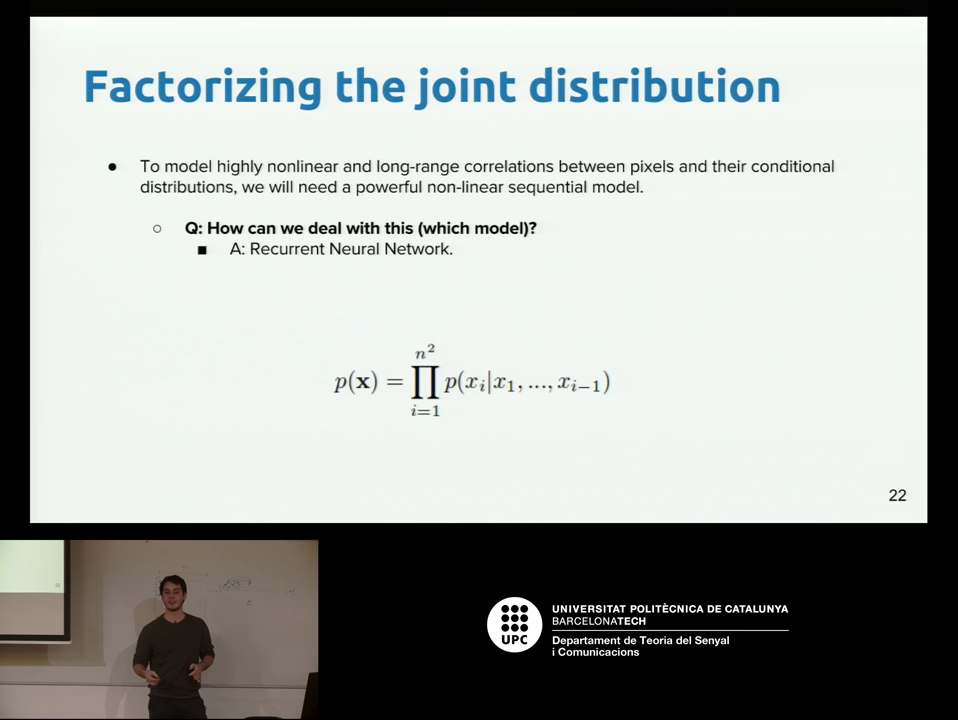 Factorizing the joint distribution
● To model highly nonlinear and long-range correlations between pixels and their conditional
distributions, we will need a powerful non-linear sequential model.
○ Q: How can we deal with this (which model)?
■ A: Recurrent Neural Network.
p(x) = ∏_{i=1}^{n^2} p(x_i|x_1, ..., x_{i−1})
22
UPC
UNIVERSITAT POLITÈCNICA DE CATALUNYA
BARCELONATECH
Departament de Teoria del Senyal
i Comunicacions